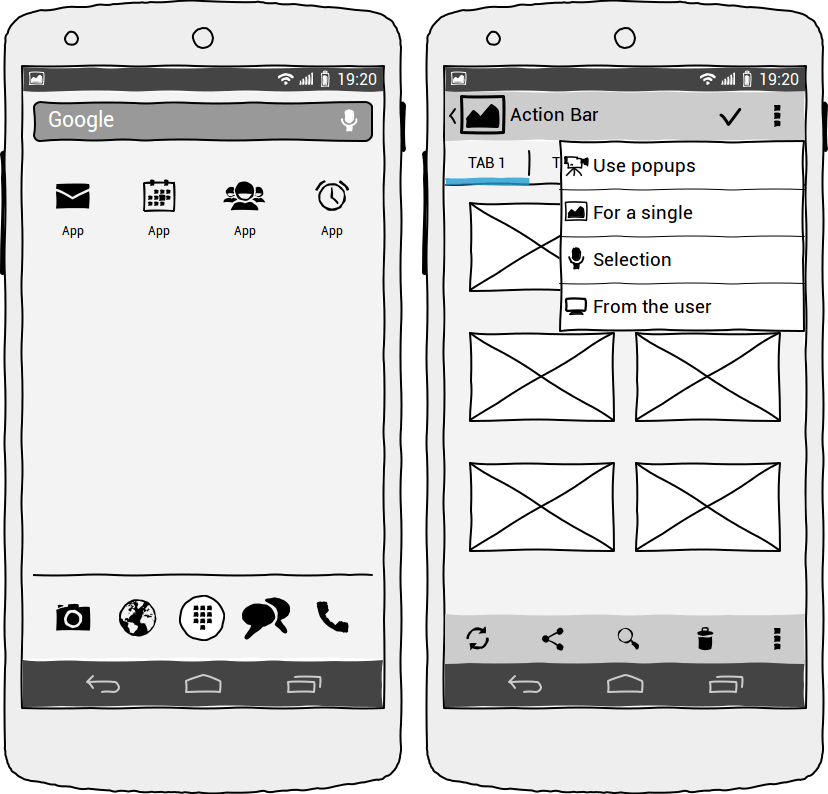 19:20
Google
App
App
App
App
19:20
Action Bar
TAB 1
T
Use popups
For a single
Selection
From the user